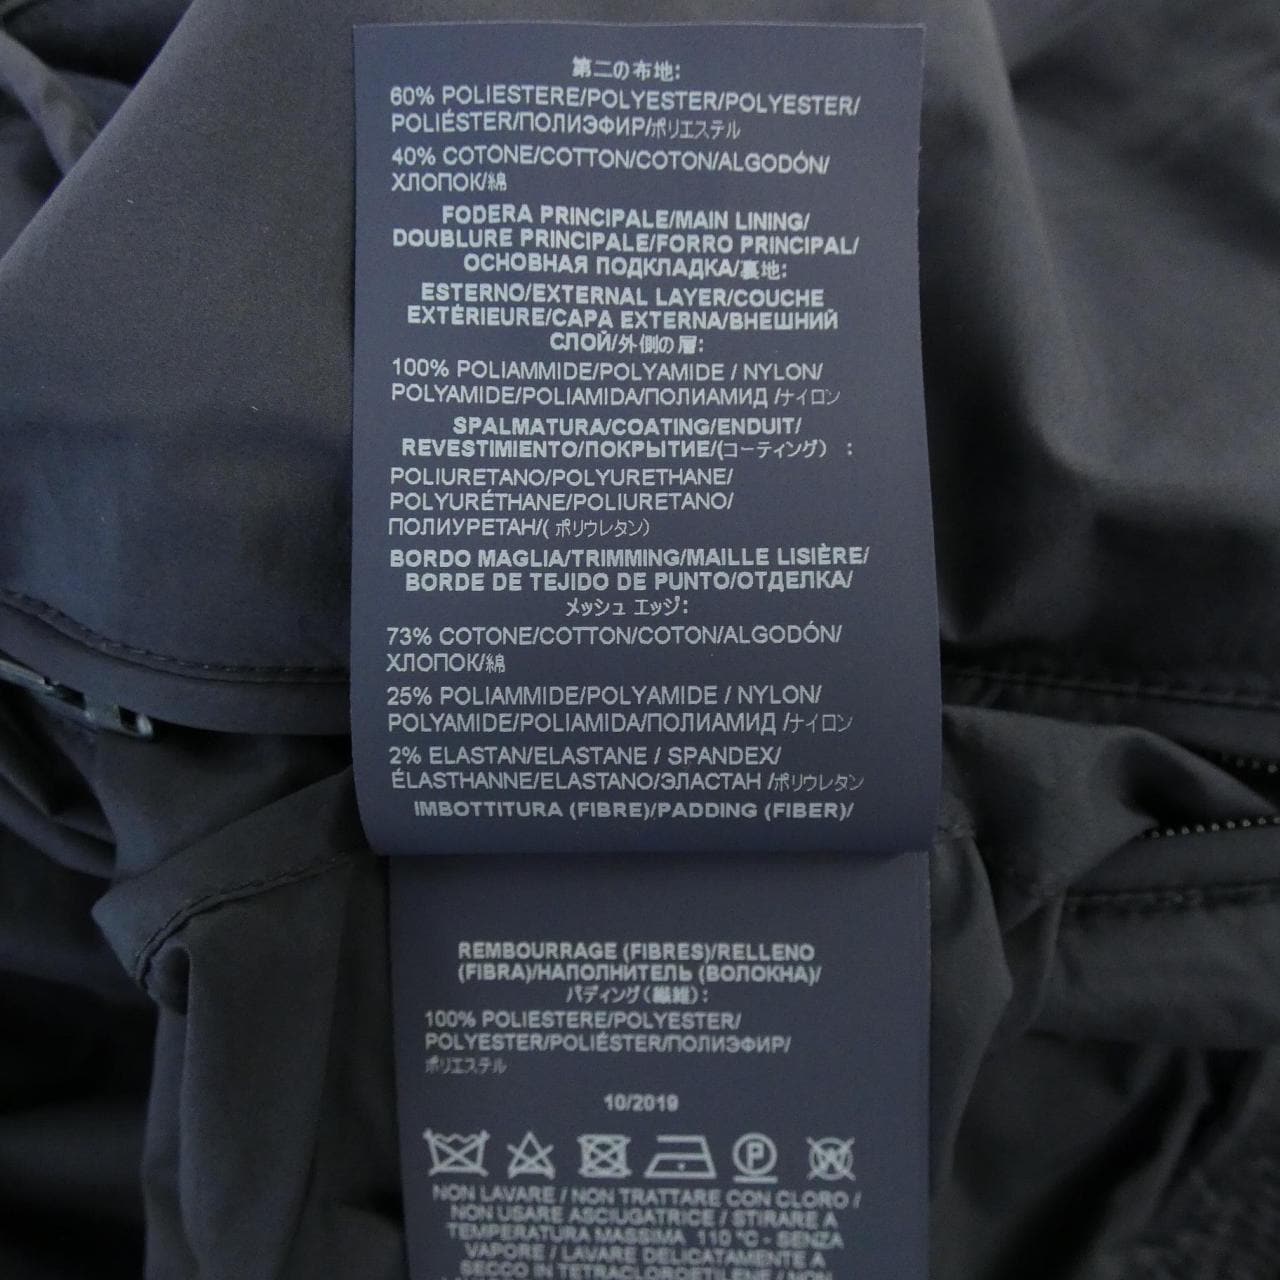 第二の布地:
60% POLIESTERE/POLYESTER/POLYESTER/
POLIÉSTER/ПОЛИЭФИР/ポリエステル
40% COTONE/COTTON/COTON/ALGODÓN/
ХЛОПОК/綿
FODERA PRINCIPALE/MAIN LINING/
DOUBLURE PRINCIPALE/FORRO PRINCIPAL/
ОСНОВНАЯ ПОДКЛАДКА/裏地:
ESTERNO/EXTERNAL LAYER/COUCHE
EXTÉRIEURE/CAPA EXTERNA/ВНЕШНИЙ
СЛОЙ/外側の層:
100% POLIAMMIDE/POLYAMIDE / NYLON/
POLYAMIDE/POLIAMIDA/ПОЛИАМИД /ナイロン
SPALMATURA/COATING/ENDUIT/
REVESTIMIENTO/ПОКРЫТИЕ/(コーティング) :
POLIURETANO/POLYURETHANE/
POLYURÉTHANE/POLIURETANO/
ПОЛИУРЕТАН/( ポリウレタン)
BORDO MAGLIA/TRIMMING/MAILLE LISIÈRE/
BORDE DE TEJIDO DE PUNTO/ОТДЕЛКА/
メッシュ エッジ:
73% COTONE/COTTON/COTON/ALGODÓN/
ХЛОПОК/綿
25% POLIAMMIDE/POLYAMIDE / NYLON/
POLYAMIDE/POLIAMIDA/ПОЛИАМИД /ナイロン
2% ELASTAN/ELASTANE / SPANDEX/
ÉLASTHANNE/ELASTANO/ЭЛАСТАН /ポリウレタン
IMBOTTITURA (FIBRE)/PADDING (FIBER)/
REMBOURRAGE (FIBRES)/RELLENO
(FIBRA)/НАПОЛНИТЕЛЬ (ВОЛОКНА)/
パディング(繊維):
100% POLIESTERE/POLYESTER/
POLYESTER/POLIÉSTER/ПОЛИЭФИР/
ポリエステル
10/2019
P W
NON LAVARE / NON TRATTARE CON CLORO /
NON USARE ASCIUGATRICE / STIRARE A
TEMPERATURA MASSIMA 110 °C - SENZA
VAPORE / LAVARE DELICATAMENTE A
SECCO IN TETRACLOROETILENE / NON